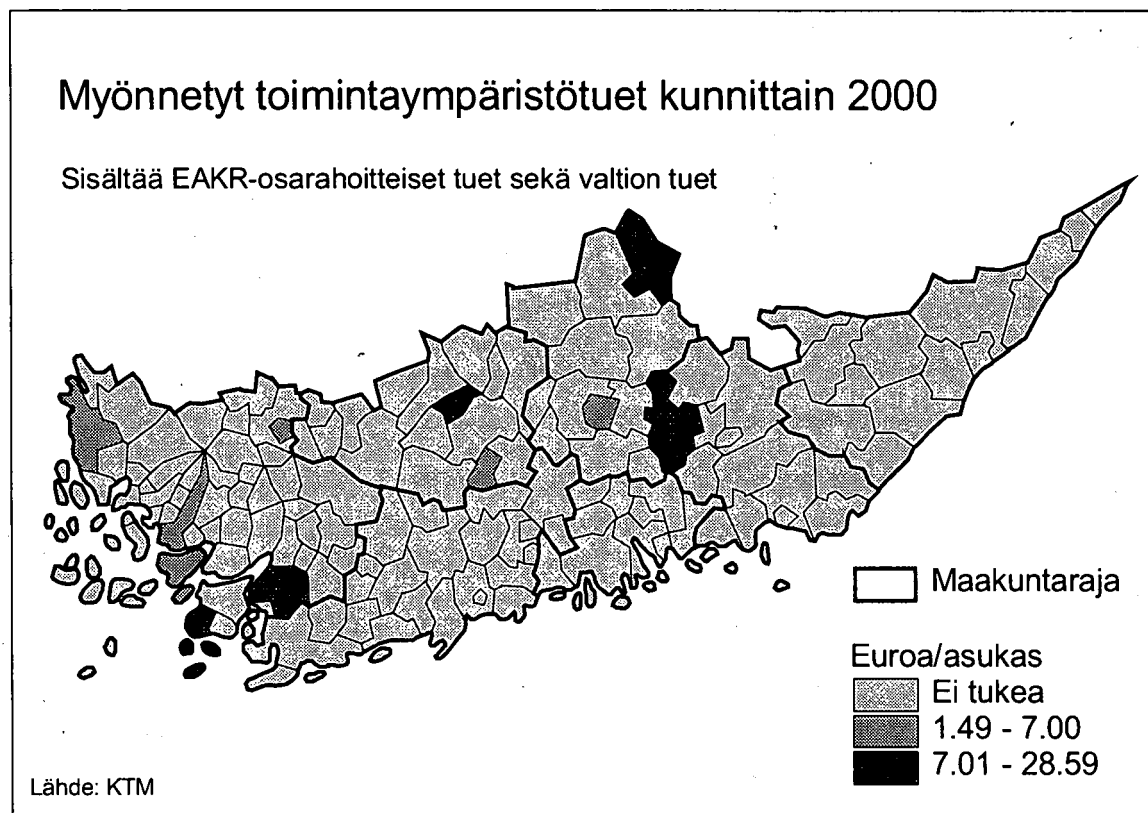 Myönnetyt toimintaympäristötuet kunnittain 2000
Sisältää EAKR-osarahoitteiset tuet sekä valtion tuet
Maakuntaraja
Euroa/asukas
Ei tukea
1.49 - 7.00
7.01 - 28.59
Lähde: KTM